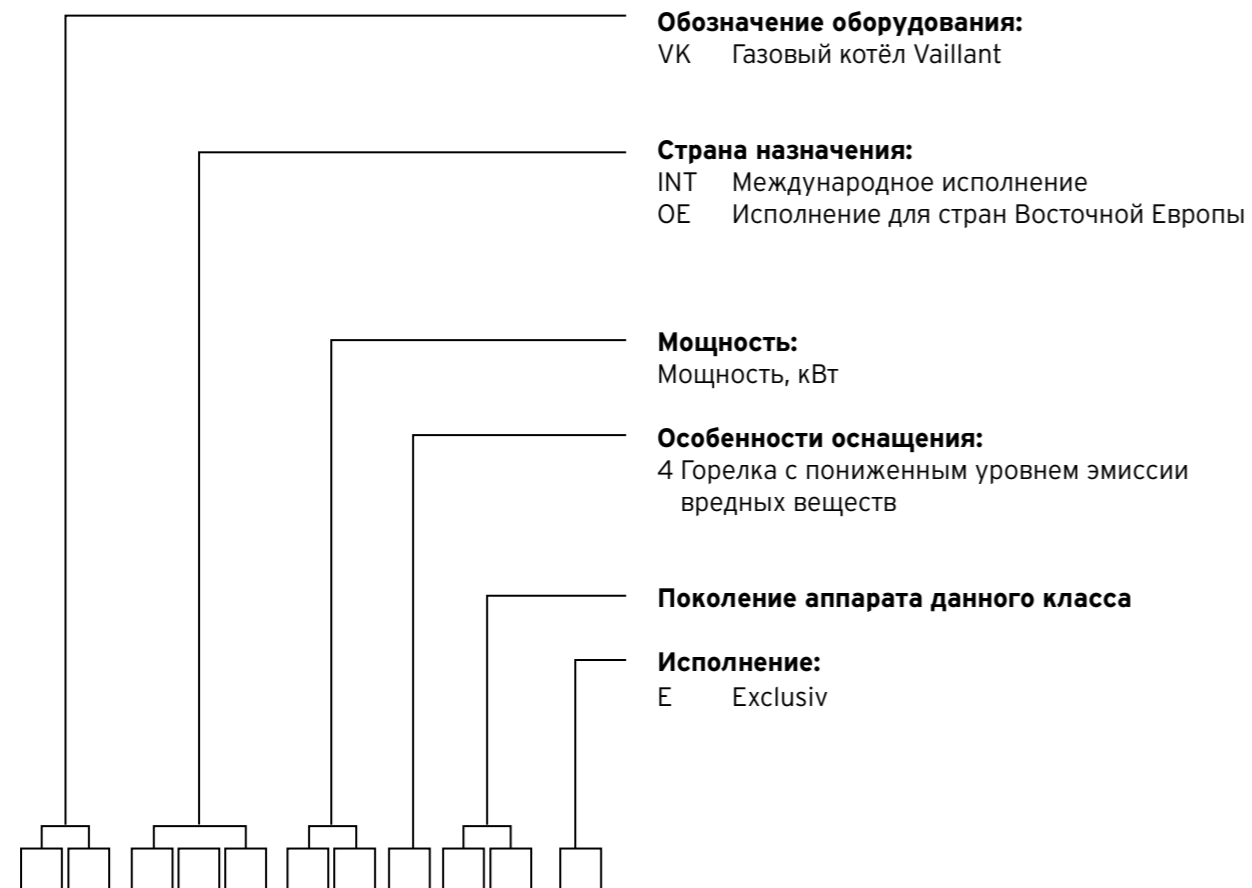 Обозначение оборудования:
VK Газовый котёл Vaillant
Страна назначения:
INT Международное исполнение
OE Исполнение для стран Восточной Европы
Мощность:
Мощность, кВт
Особенности оснащения:
4 Горелка с пониженным уровнем эмиссии
вредных веществ
Поколение аппарата данного класса
Исполнение:
E Exclusiv